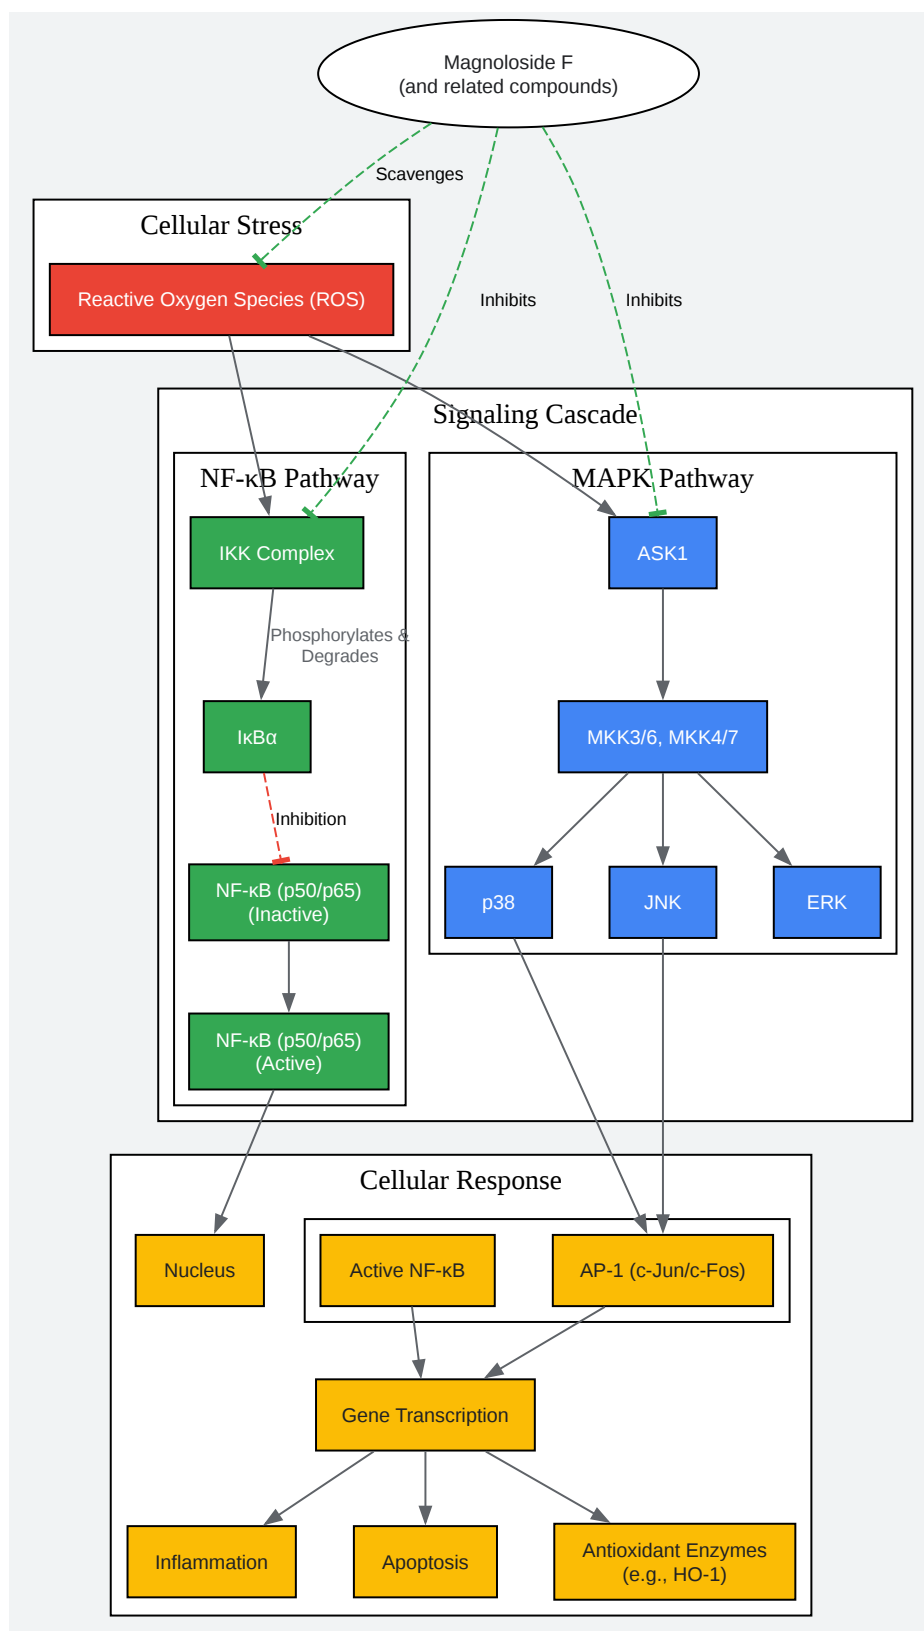 Magnoloside F
(and related compounds)
Scavenges
Cellular Stress
Reactive Oxygen Species (ROS)
Inhibits
Inhibits
Signaling Cascade
NF-κB Pathway
MAPK Pathway
IKK Complex
ASK1
Phosphorylates &
Degrades
IκBα
MKK3/6, MKK4/7
Inhibition
NF-κB (p50/p65)
(Inactive)
p38
JNK
ERK
NF-κB (p50/p65)
(Active)
Cellular Response
Nucleus
Active NF-κB
AP-1 (c-Jun/c-Fos)
Gene Transcription
Inflammation
Apoptosis
Antioxidant Enzymes
(e.g., HO-1)